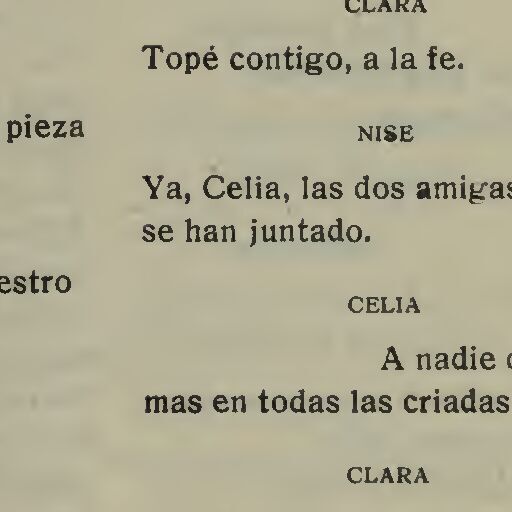 pieza
estro
CLARA
Topé contigo, a la fe.
NISE
Ya, Celia, las dos amigas
se han juntado.
CELIA
A nadie
mas en todas las criadas
CLARA